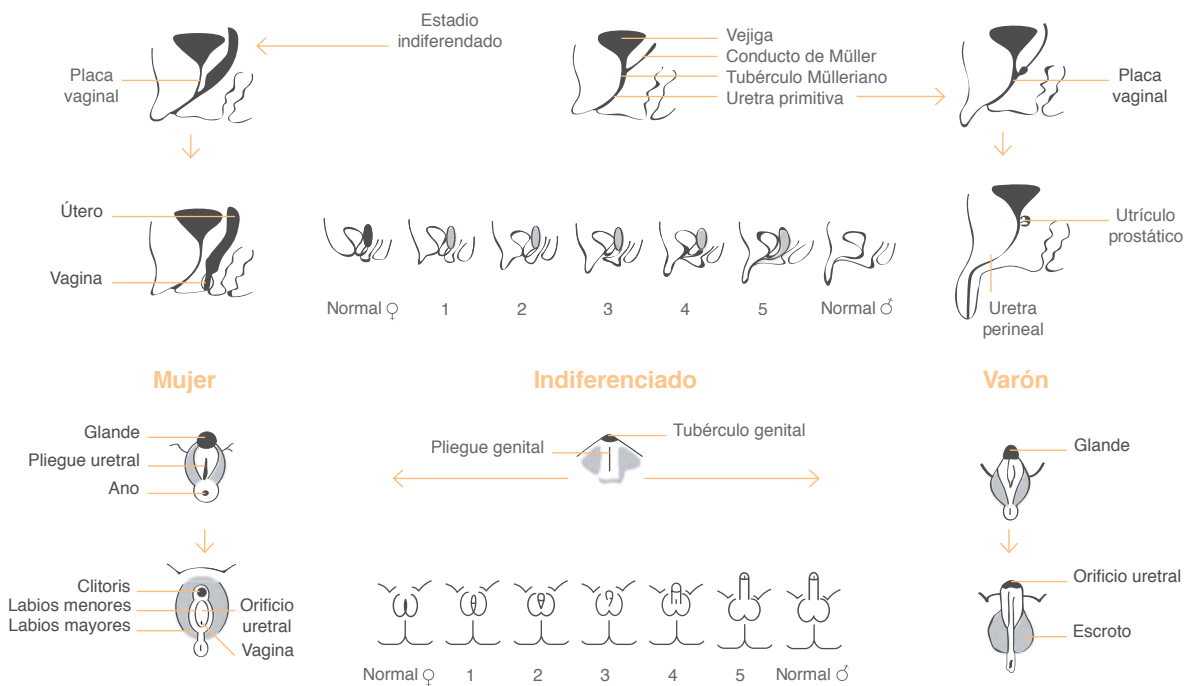 Estadio
indiferendado
Placa
vaginal
Vejiga
Conducto de Müller
Tubérculo Mülleriano
Uretra primitiva
Placa
vaginal
Útero
Vagina
Normal ♀ 1 2 3 4 5 Normal ♂
Utrículo
prostático
Uretra
perineal
Mujer
Indiferenciado
Varón
Glande
Pliegue uretral
Ano
Pliegue genital
Tubérculo genital
Glande
Clitoris
Labios menores
Labios mayores
Orificio
uretral
Vagina
Normal ♀ 1 2 3 4 5 Normal ♂
Orificio uretral
Escroto